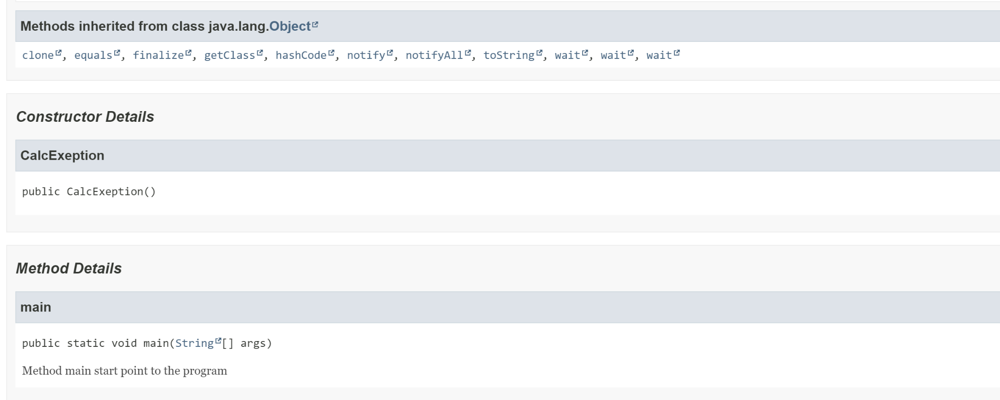 Methods inherited from class java.lang.Object
clone, equals, finalize, getClass, hashCode, notify, notifyAll, toString, wait, wait, wait
Constructor Details
CalcExeption
public CalcExeption()
Method Details
main
public static void main(String[] args)
Method main start point to the program